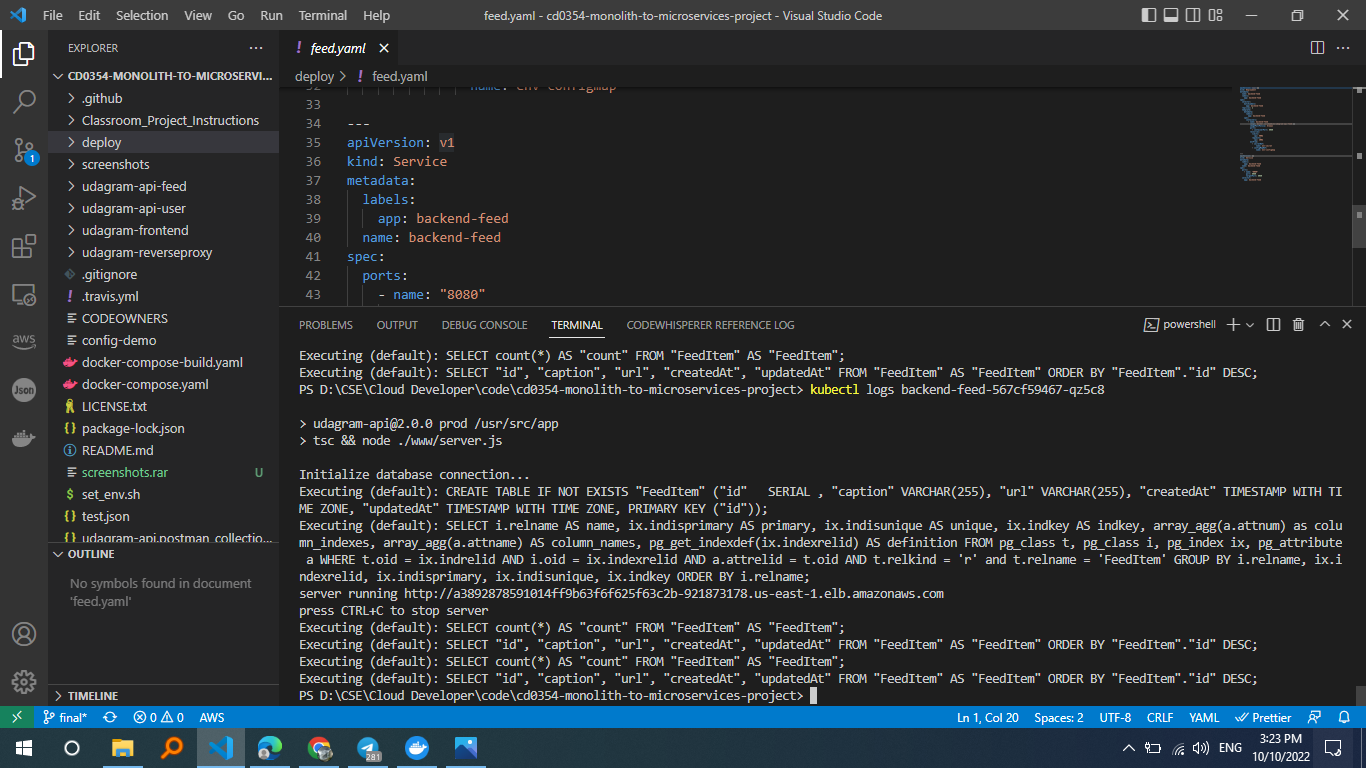 File Edit Selection View Go Run Terminal Help
feed.yaml - cd0354-monolith-to-microservices-project - Visual Studio Code
EXPLORER
CD0354-MONOLITH-TO-MICROSERVI...
.github
Classroom_Project_Instructions
deploy
screenshots
udagram-api-feed
udagram-api-user
udagram-frontend
udagram-reverseproxy
.gitignore
! .travis.yml
CODEOWNERS
config-demo
docker-compose-build.yaml
docker-compose.yaml
LICENSE.txt
{} package-lock.json
README.md
screenshots.rar U
$ set_env.sh
{} test.json
{} udagram-api.postman_collectio...
OUTLINE
No symbols found in document
'feed.yaml'
TIMELINE
1
aws
Json
! feed.yaml
deploy > ! feed.yaml
32 name: env-configmap
33
34 ---
35 apiVersion: v1
36 kind: Service
37 metadata:
38 labels:
39 app: backend-feed
40 name: backend-feed
41 spec:
42 ports:
43 - name: "8080"
PROBLEMS OUTPUT DEBUG CONSOLE TERMINAL CODEWHISPERER REFERENCE LOG
powershell
Executing (default): SELECT count(*) AS "count" FROM "FeedItem" AS "FeedItem";
Executing (default): SELECT "id", "caption", "url", "createdAt", "updatedAt" FROM "FeedItem" AS "FeedItem" ORDER BY "FeedItem"."id" DESC;
PS D:\CSE\Cloud Developer\code\cd0354-monolith-to-microservices-project> kubectl logs backend-feed-567cf59467-qz5c8
> udagram-api@2.0.0 prod /usr/src/app
> tsc && node ./www/server.js
Initialize database connection...
Executing (default): CREATE TABLE IF NOT EXISTS "FeedItem" ("id"   SERIAL , "caption" VARCHAR(255), "url" VARCHAR(255), "createdAt" TIMESTAMP WITH TI
ME ZONE, "updatedAt" TIMESTAMP WITH TIME ZONE, PRIMARY KEY ("id"));
Executing (default): SELECT i.relname AS name, ix.indisprimary AS primary, ix.indisunique AS unique, ix.indkey AS indkey, array_agg(a.attnum) as colu
mn_indexes, array_agg(a.attname) AS column_names, pg_get_indexdef(ix.indexrelid) AS definition FROM pg_class t, pg_class i, pg_index ix, pg_attribute
a WHERE t.oid = ix.indrelid AND i.oid = ix.indexrelid AND a.attrelid = t.oid AND t.relkind = 'r' and t.relname = 'FeedItem' GROUP BY i.relname, ix.i
ndexrelid, ix.indisprimary, ix.indisunique, ix.indkey ORDER BY i.relname;
server running http://a3892878591014ff9b63f6f625f63c2b-921873178.us-east-1.elb.amazonaws.com
press CTRL+C to stop server
Executing (default): SELECT count(*) AS "count" FROM "FeedItem" AS "FeedItem";
Executing (default): SELECT "id", "caption", "url", "createdAt", "updatedAt" FROM "FeedItem" AS "FeedItem" ORDER BY "FeedItem"."id" DESC;
Executing (default): SELECT count(*) AS "count" FROM "FeedItem" AS "FeedItem";
Executing (default): SELECT "id", "caption", "url", "createdAt", "updatedAt" FROM "FeedItem" AS "FeedItem" ORDER BY "FeedItem"."id" DESC;
PS D:\CSE\Cloud Developer\code\cd0354-monolith-to-microservices-project>
final* 0 0 AWS Ln 1, Col 20 Spaces: 2 UTF-8 CRLF YAML Prettier
281 ENG 3:23 PM
10/10/2022